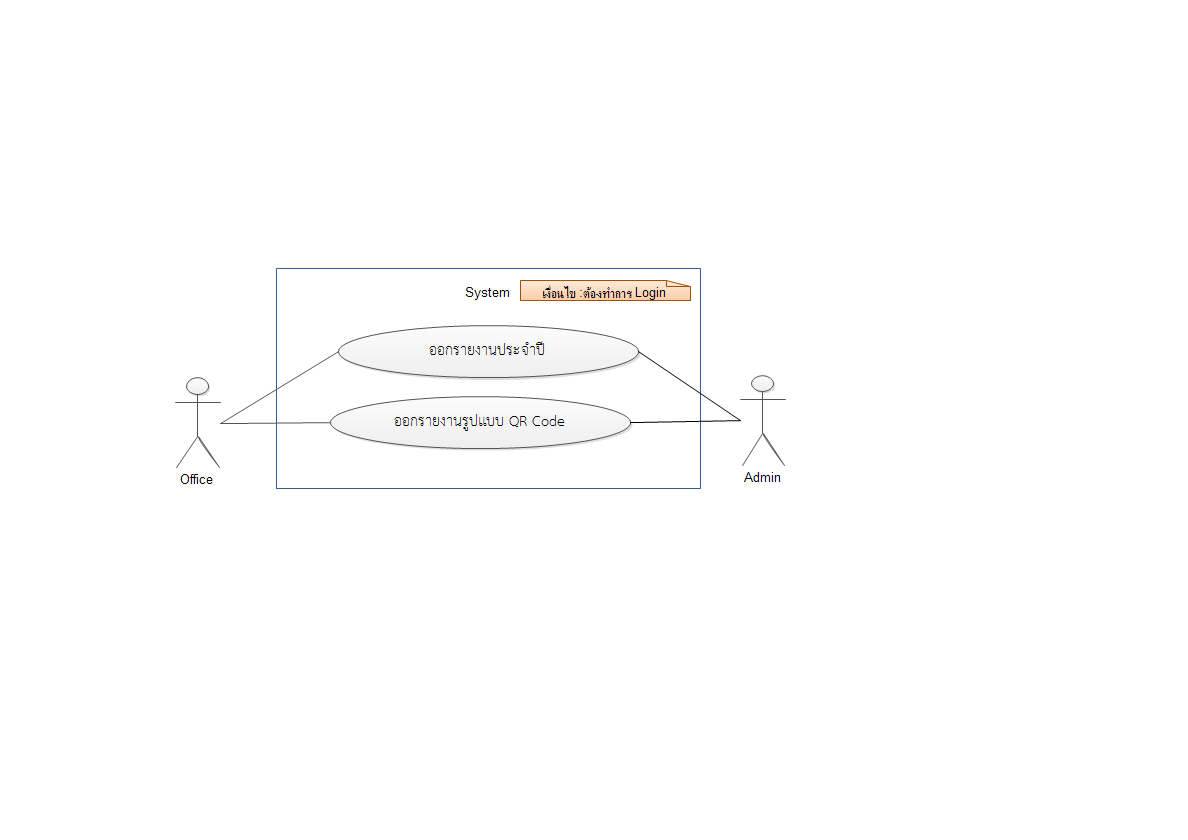 System
เงื่อนไข :ต้องทำการ Login
ออกรายงานประจำปี
ออกรายงานรูปแบบ QR Code
Office
Admin